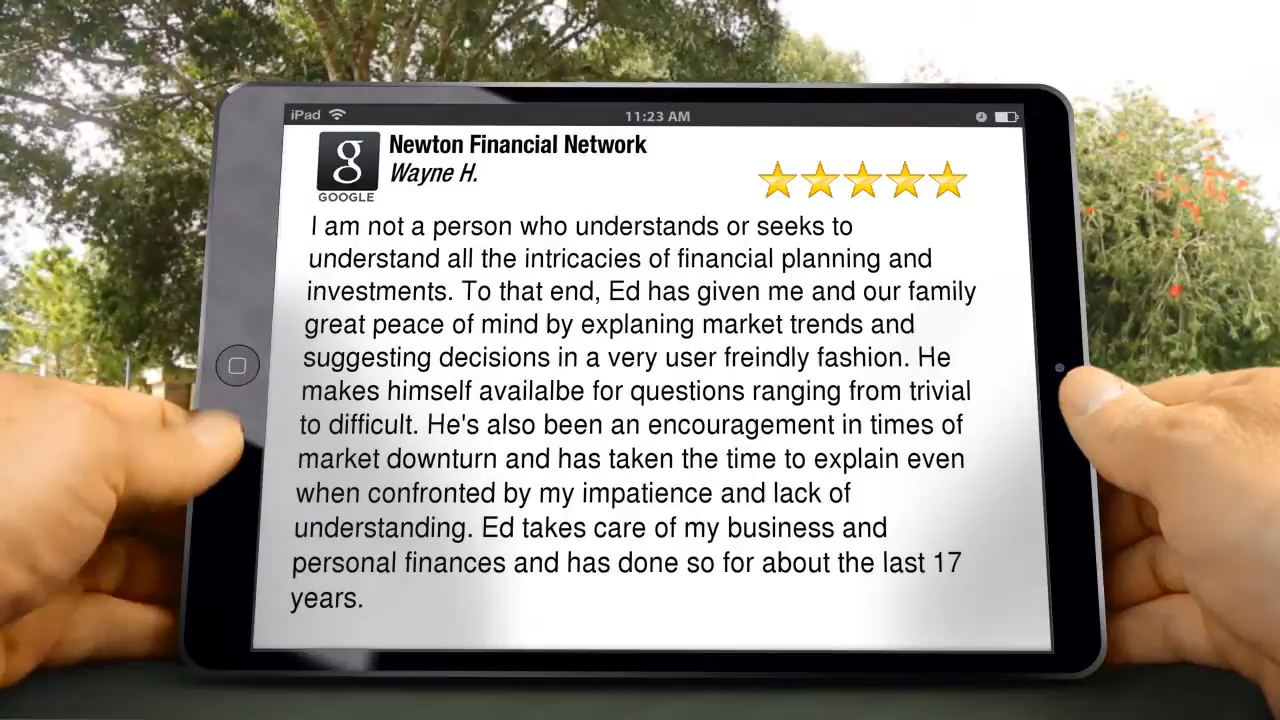 iPad
11:23 AM
g
GOOGLE
Newton Financial Network
Wayne H.
I am not a person who understands or seeks to
understand all the intricacies of financial planning and
investments. To that end, Ed has given me and our family
great peace of mind by explaning market trends and
suggesting decisions in a very user freindly fashion. He
makes himself availalbe for questions ranging from trivial
to difficult. He's also been an encouragement in times of
market downturn and has taken the time to explain even
when confronted by my impatience and lack of
understanding. Ed takes care of my business and
personal finances and has done so for about the last 17
years.